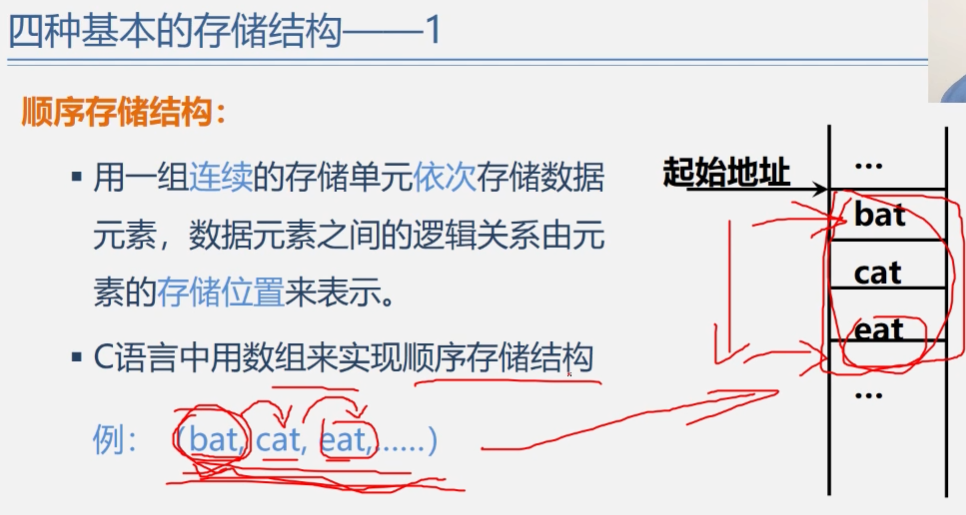 四种基本的存储结构——1
顺序存储结构:
▪ 用一组连续的存储单元依次存储数据
元素，数据元素之间的逻辑关系由元
素的存储位置来表示。
▪ C语言中用数组来实现顺序存储结构
例: （bat, cat, eat,……）
起始地址
…
bat
cat
eat
…